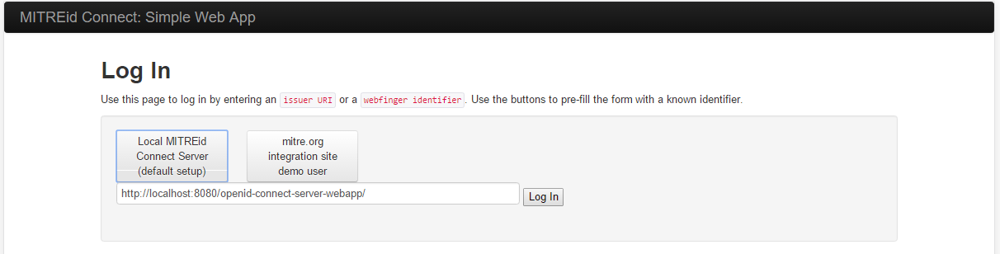 MITREid Connect: Simple Web App
Log In
Use this page to log in by entering an issuer URI or a webfinger identifier. Use the buttons to pre-fill the form with a known identifier.
Local MITREid
Connect Server
(default setup)
mitre.org
integration site
demo user
http://localhost:8080/openid-connect-server-webapp/
Log In